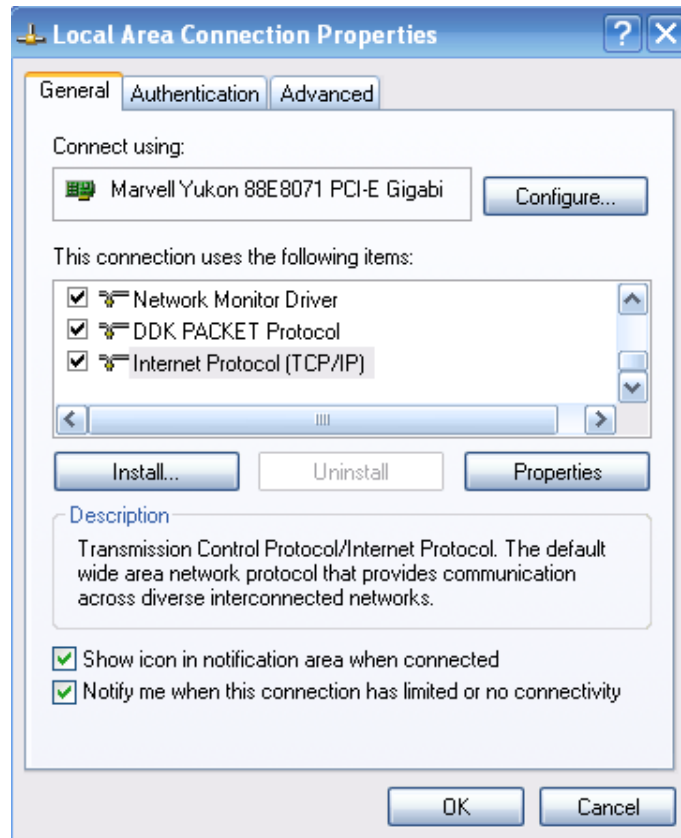 Local Area Connection Properties
General Authentication Advanced
Connect using:
Marvell Yukon 88E8071 PCI-E Gigabi
Configure...
This connection uses the following items:
Network Monitor Driver
DDK PACKET Protocol
Internet Protocol (TCP/IP)
Install... Uninstall Properties
Description
Transmission Control Protocol/Internet Protocol. The default
wide area network protocol that provides communication
across diverse interconnected networks.
Show icon in notification area when connected
Notify me when this connection has limited or no connectivity
OK Cancel